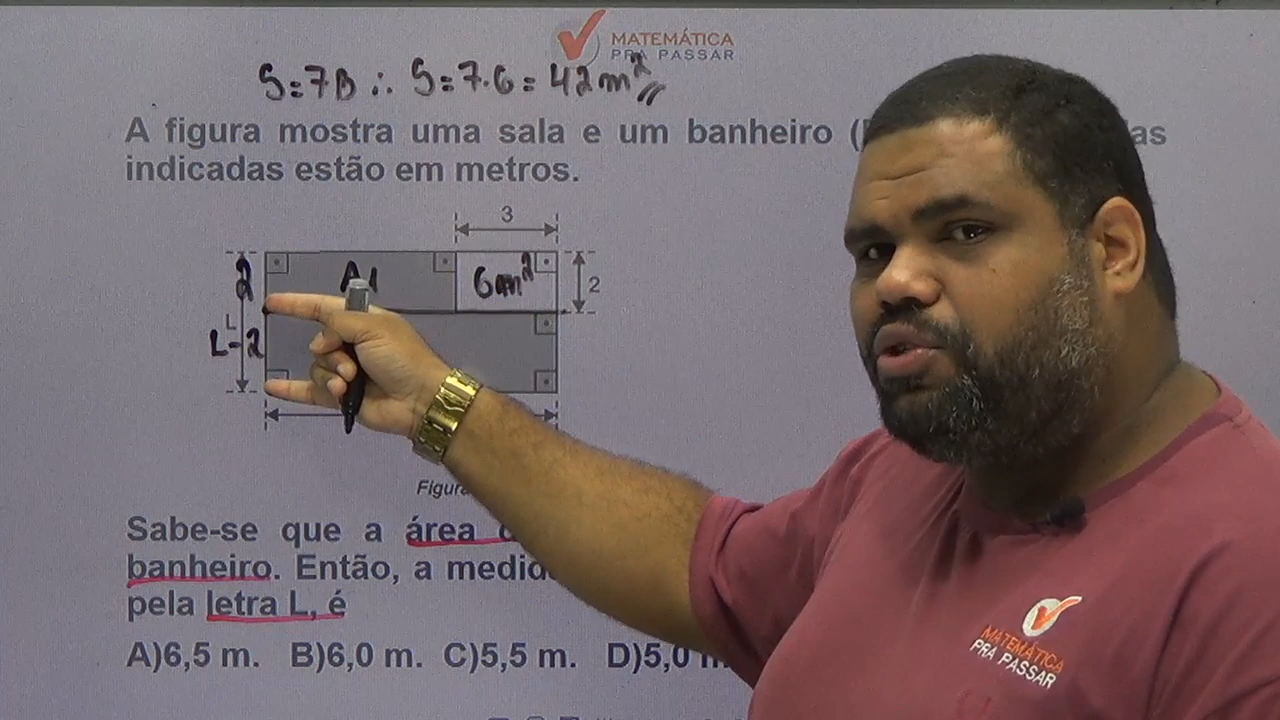 MATEMÁTICA
PRA PASSAR
S=7B ∴ S=7.6=42m²
A figura mostra uma sala e um banheiro
as
indicadas estão em metros.
3
2
A1
6m²
2
L
L-2
Figura
Sabe-se que a área
banheiro. Então, a
pela letra L, é
A)6,5 m. B)6,0 m. C)5,5 m. D)5,0 m
MATEMÁTICA
PRA PASSAR